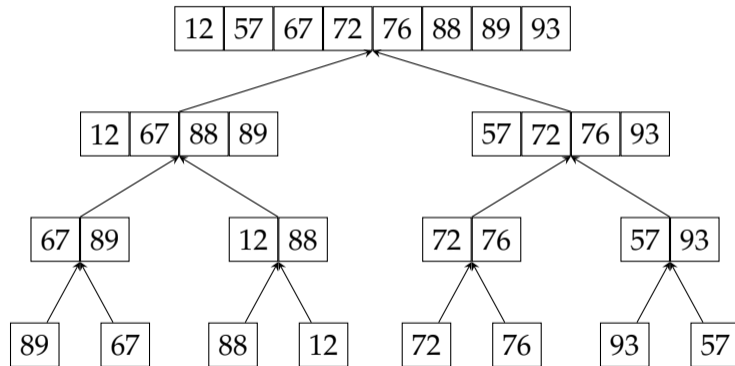 12 57 67 72 76 88 89 93
12 67 88 89 57 72 76 93
67 89 12 88 72 76 57 93
89 67 88 12 72 76 93 57